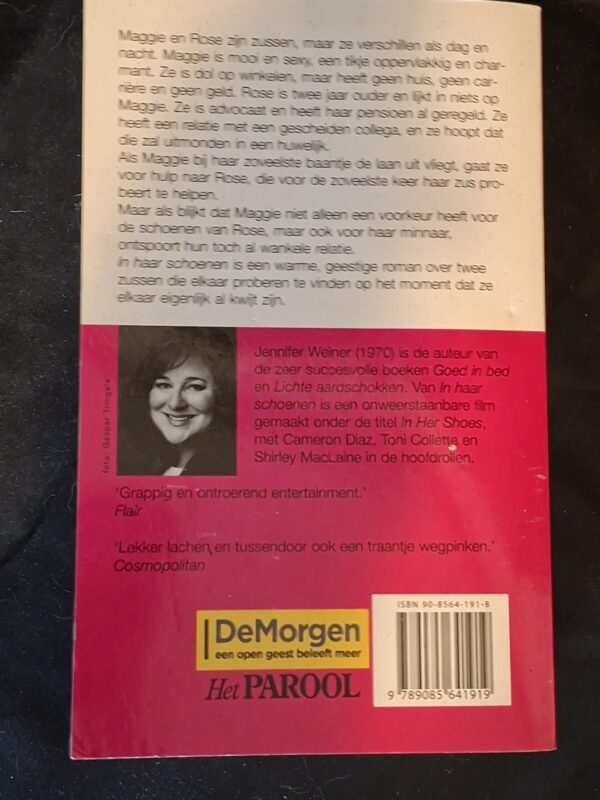 Maggie en Rose zijn zussen, maar ze verschillen als dag en
nacht. Maggie is mooi en sexy, een tikje oppervlakkig en char-
mant. Ze is dol op winkelen, maar heeft geen huis, geen car-
rière en geen geld. Rose is twee jaar ouder en lijkt in niets op
Maggie. Ze is advocaat en heeft haar pensioen al geregeld. Ze
heeft een relatie met een gescheiden collega, en ze hoopt dat
die zal uitmonden in een huwelijk.
Als Maggie bij haar zoveelste baantje de laan uit vliegt, gaat ze
voor hulp naar Rose, die voor de zoveelste keer haar zus pro-
beert te helpen.
Maar als blijkt dat Maggie niet alleen een voorkeur heeft voor
de schoenen van Rose, maar ook voor haar minnaar,
ontspoort hun toch al wankele relatie.
In haar schoenen is een warme, geestige roman over twee
zussen die elkaar proberen te vinden op het moment dat ze
elkaar eigenlijk al kwijt zijn.
foto: Gasper Tringale
Jennifer Weiner (1970) is de auteur van
de zeer succesvolle boeken Goed in bed
en Lichte aardschokken. Van In haar
schoenen is een onweerstaanbare film
gemaakt onder de titel In Her Shoes,
met Cameron Diaz, Toni Collette en
Shirley MacLaine in de hoofdrollen.
'Grappig en ontroerend entertainment.'
Flair
'Lekker lachen en tussendoor ook een traantje wegpinken.'
Cosmopolitan
DeMorgen
een open geest beleeft meer
Het PAROOL
ISBN 90-8564-191-8
9 789085 641919